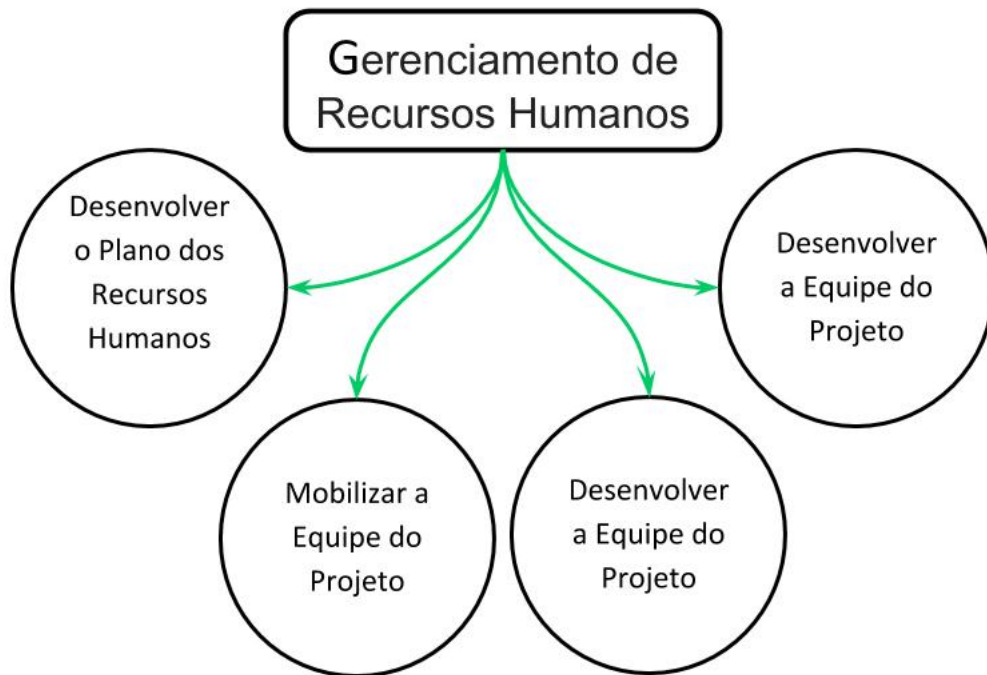 Gerenciamento de
Recursos Humanos
Desenvolver
o Plano dos
Recursos
Humanos
Mobilizar a
Equipe do
Projeto
Desenvolver
a Equipe do
Projeto
Desenvolver
a Equipe do
Projeto